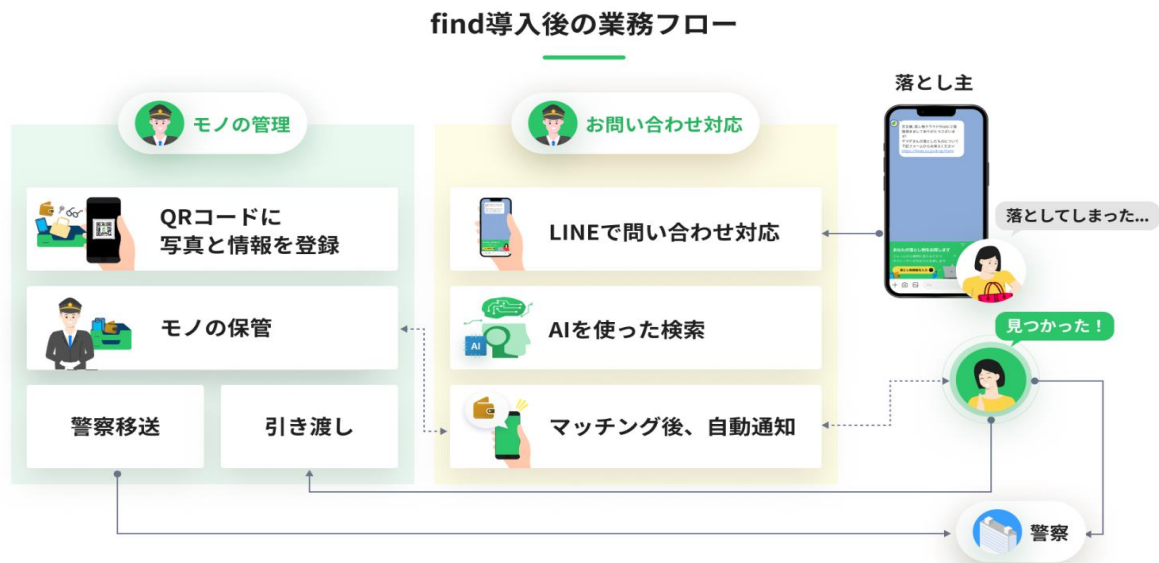 find導入後の業務フロー
落とし主
モノの管理
お問い合わせ対応
QRコードに
写真と情報を登録
LINEで問い合わせ対応
落としてしまった...
モノの保管
AI
AIを使った検索
見つかった！
警察移送
引き渡し
マッチング後、自動通知
警察